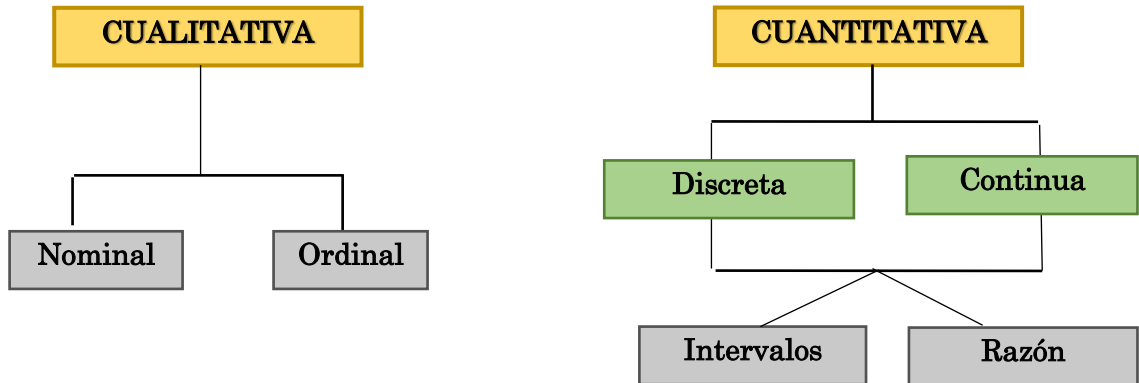 CUALITATIVA
CUANTITATIVA
Discreta
Continua
Nominal
Ordinal
Intervalos
Razón